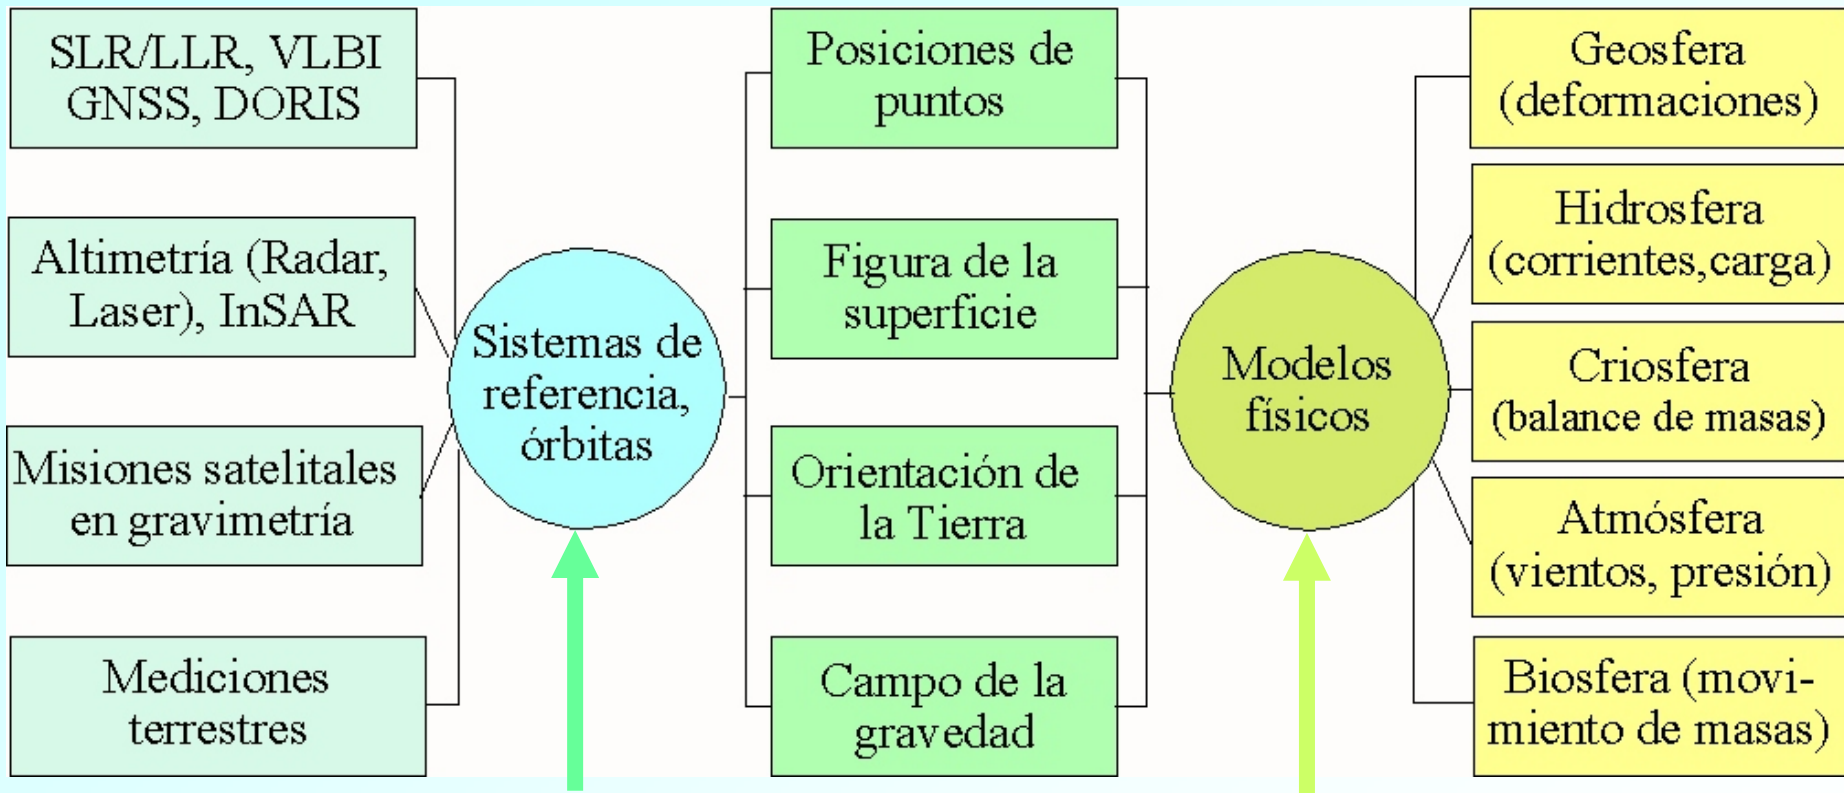 SLR/LLR, VLBI
GNSS, DORIS
Altimetría (Radar,
Laser), InSAR
Misiones satelitales
en gravimetría
Mediciones
terrestres
Sistemas de
referencia,
órbitas
Posiciones de
puntos
Figura de la
superficie
Orientación de
la Tierra
Campo de la
gravedad
Modelos
físicos
Geosfera
(deformaciones)
Hidrosfera
(corrientes,carga)
Criosfera
(balance de masas)
Atmósfera
(vientos, presión)
Biosfera (movi-
miento de masas)